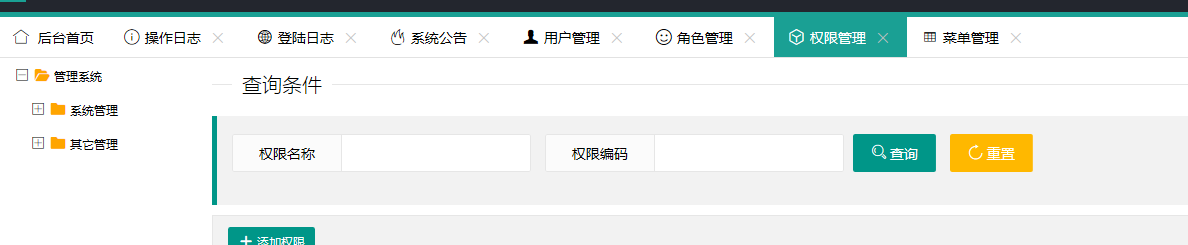 后台首页 操作日志 登陆日志 系统公告 用户管理 角色管理 权限管理 菜单管理
管理系统
系统管理
其它管理
查询条件
权限名称 权限编码 查询 重置
添加权限